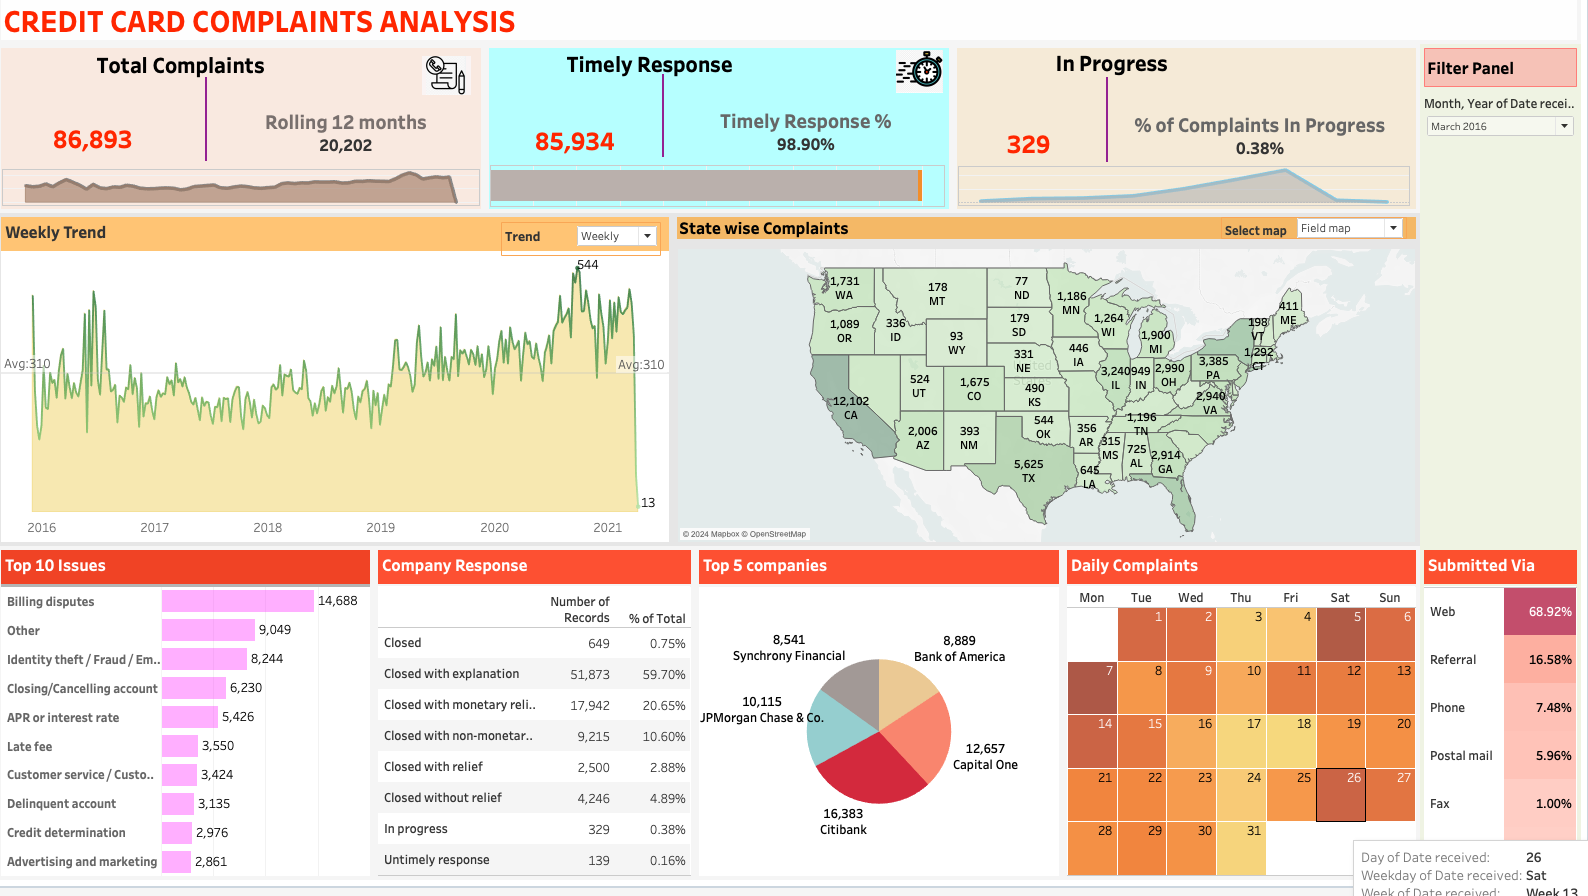 CREDIT CARD COMPLAINTS ANALYSIS
Total Complaints
86,893
Rolling 12 months
20,202
Timely Response
85,934
Timely Response %
98.90%
In Progress
329
% of Complaints In Progress
0.38%
Filter Panel
Month, Year of Date recei..
March 2016
Weekly Trend
Trend
Weekly
544
Avg:310
Avg:310
13
2016 2017 2018 2019 2020 2021
State wise Complaints
Select map
Field map
1,731
WA
178
MT
77
ND
1,186
MN
411
ME
1,089
OR
336
ID
179
SD
1,264
WI
198
VT
93
WY
1,900
MI
1,292
CT
331
NE
446
IA
3,385
PA
524
UT
1,675
CO
490
KS
3,240
IL
949
IN
2,990
OH
12,102
CA
2,940
VA
2,006
AZ
393
NM
544
OK
356
AR
1,196
TN
315
MS
725
AL
2,914
GA
5,625
TX
645
LA
© 2024 Mapbox © OpenStreetMap
Top 10 Issues
Billing disputes 14,688
Other 9,049
Identity theft / Fraud / Em.. 8,244
Closing/Cancelling account 6,230
APR or interest rate 5,426
Late fee 3,550
Customer service / Custo.. 3,424
Delinquent account 3,135
Credit determination 2,976
Advertising and marketing 2,861
Company Response
Number of
Records % of Total
Closed 649 0.75%
Closed with explanation 51,873 59.70%
Closed with monetary reli.. 17,942 20.65%
Closed with non-monetar.. 9,215 10.60%
Closed with relief 2,500 2.88%
Closed without relief 4,246 4.89%
In progress 329 0.38%
Untimely response 139 0.16%
Top 5 companies
8,541
Synchrony Financial
8,889
Bank of America
10,115
JPMorgan Chase & Co.
12,657
Capital One
16,383
Citibank
Daily Complaints
Mon Tue Wed Thu Fri Sat Sun
1 2 3 4 5 6
7 8 9 10 11 12 13
14 15 16 17 18 19 20
21 22 23 24 25 26 27
28 29 30 31
Submitted Via
Web 68.92%
Referral 16.58%
Phone 7.48%
Postal mail 5.96%
Fax 1.00%
Day of Date received: 26
Weekday of Date received: Sat
Week of Date received: Week 13